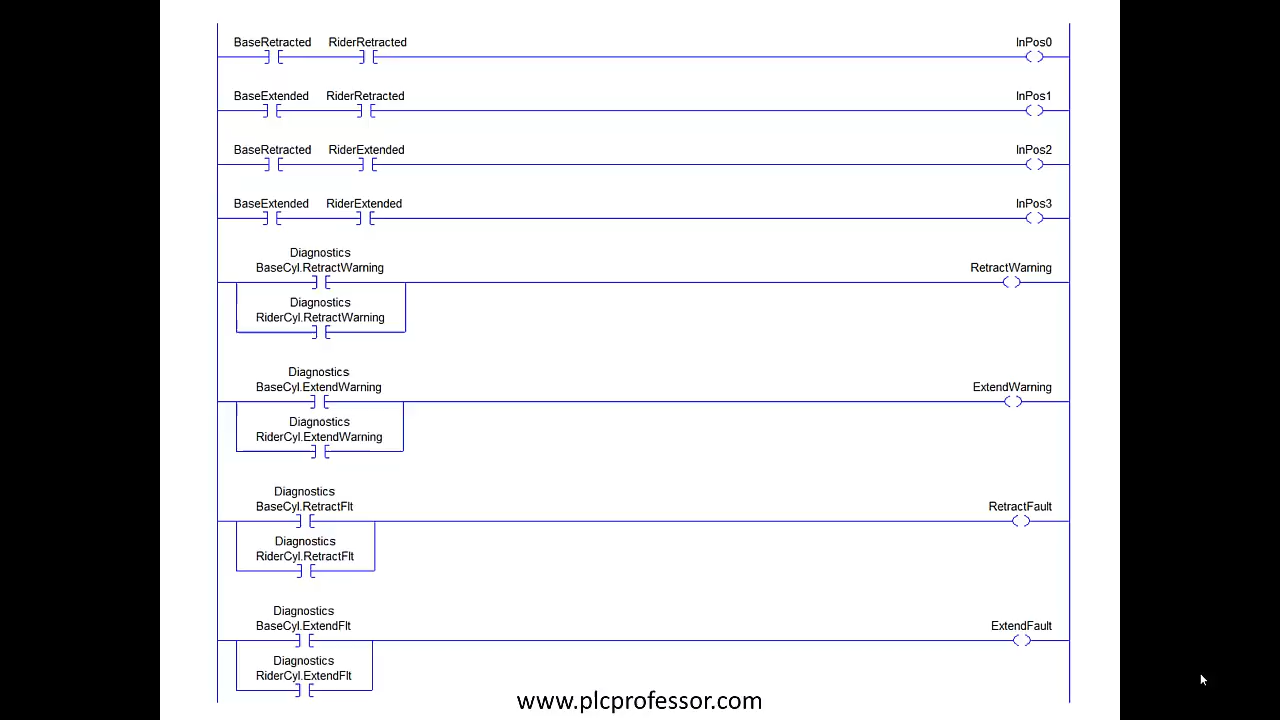 BaseRetracted RiderRetracted InPos0
BaseExtended RiderRetracted InPos1
BaseRetracted RiderExtended InPos2
BaseExtended RiderExtended InPos3
Diagnostics
BaseCyl.RetractWarning RetractWarning
Diagnostics
RiderCyl.RetractWarning
Diagnostics
BaseCyl.ExtendWarning ExtendWarning
Diagnostics
RiderCyl.ExtendWarning
Diagnostics
BaseCyl.RetractFlt RetractFault
Diagnostics
RiderCyl.RetractFlt
Diagnostics
BaseCyl.ExtendFlt ExtendFault
Diagnostics
RiderCyl.ExtendFlt
www.plcprofessor.com